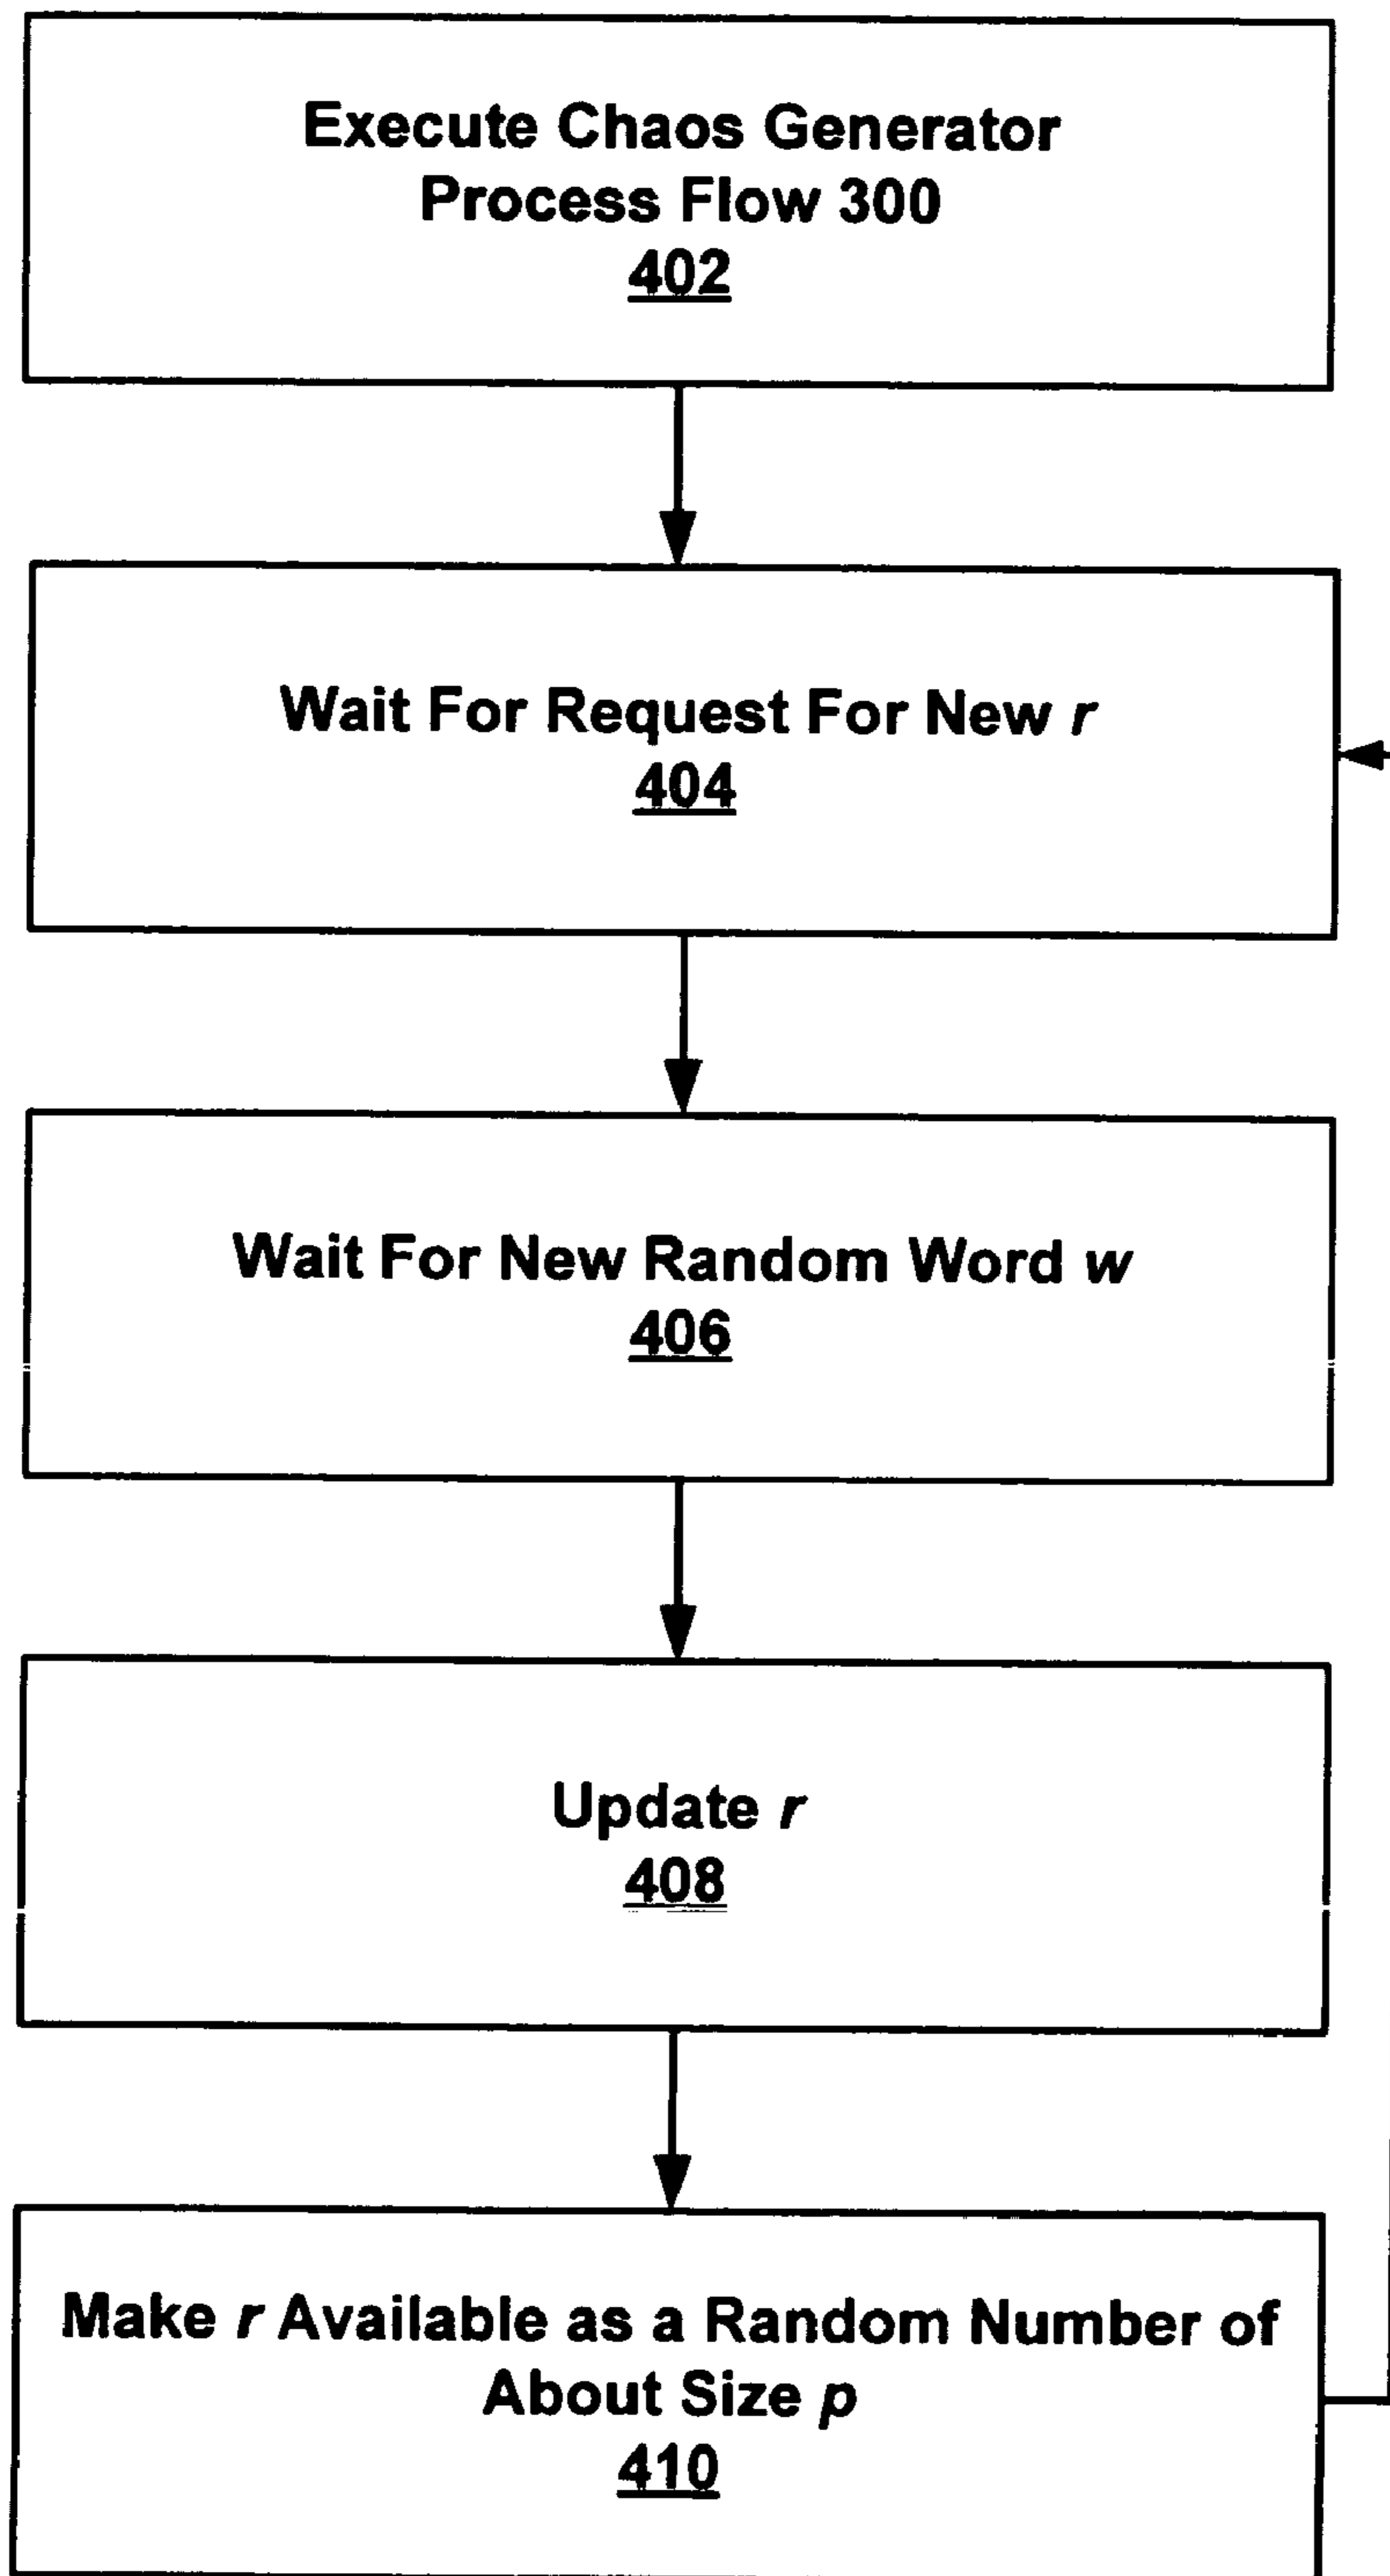 Execute Chaos Generator
Process Flow 300
402
Wait For Request For New r
404
Wait For New Random Word w
406
Update r
408
Make r Available as a Random Number of
About Size p
410